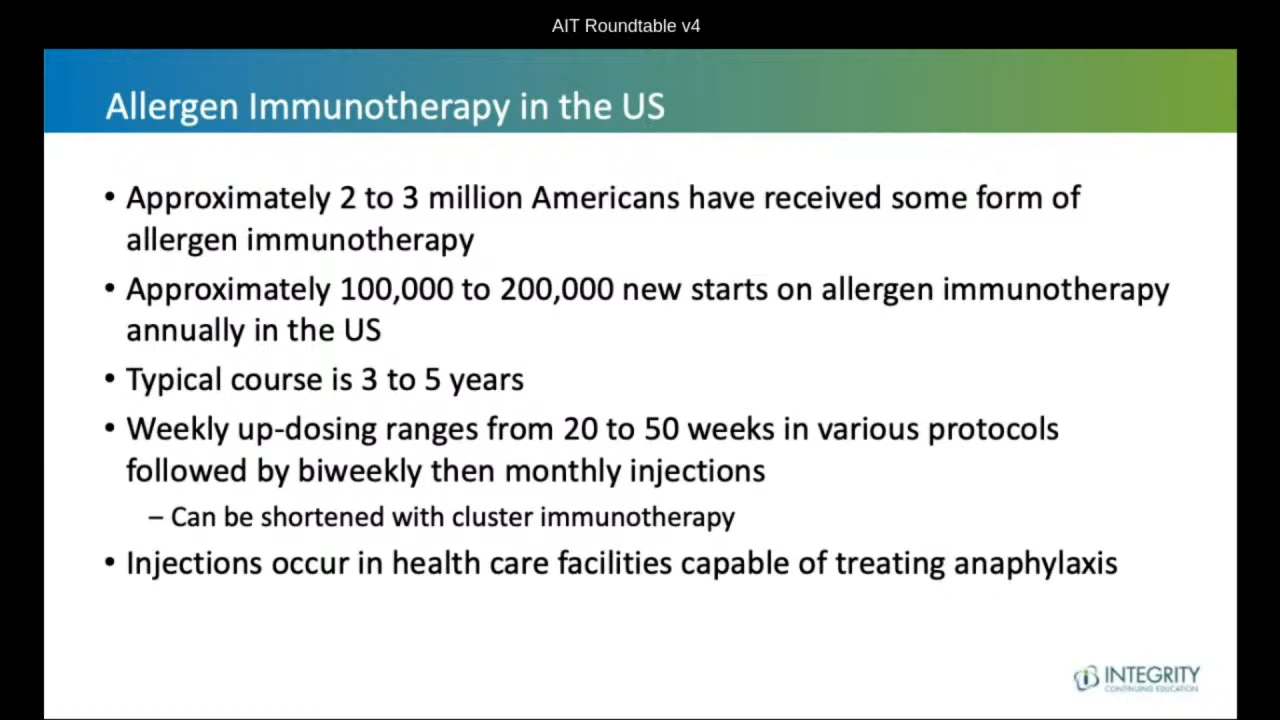 AIT Roundtable v4
Allergen Immunotherapy in the US
• Approximately 2 to 3 million Americans have received some form of
allergen immunotherapy
• Approximately 100,000 to 200,000 new starts on allergen immunotherapy
annually in the US
• Typical course is 3 to 5 years
• Weekly up-dosing ranges from 20 to 50 weeks in various protocols
followed by biweekly then monthly injections
– Can be shortened with cluster immunotherapy
• Injections occur in health care facilities capable of treating anaphylaxis
INTEGRITY
CONTINUING EDUCATION